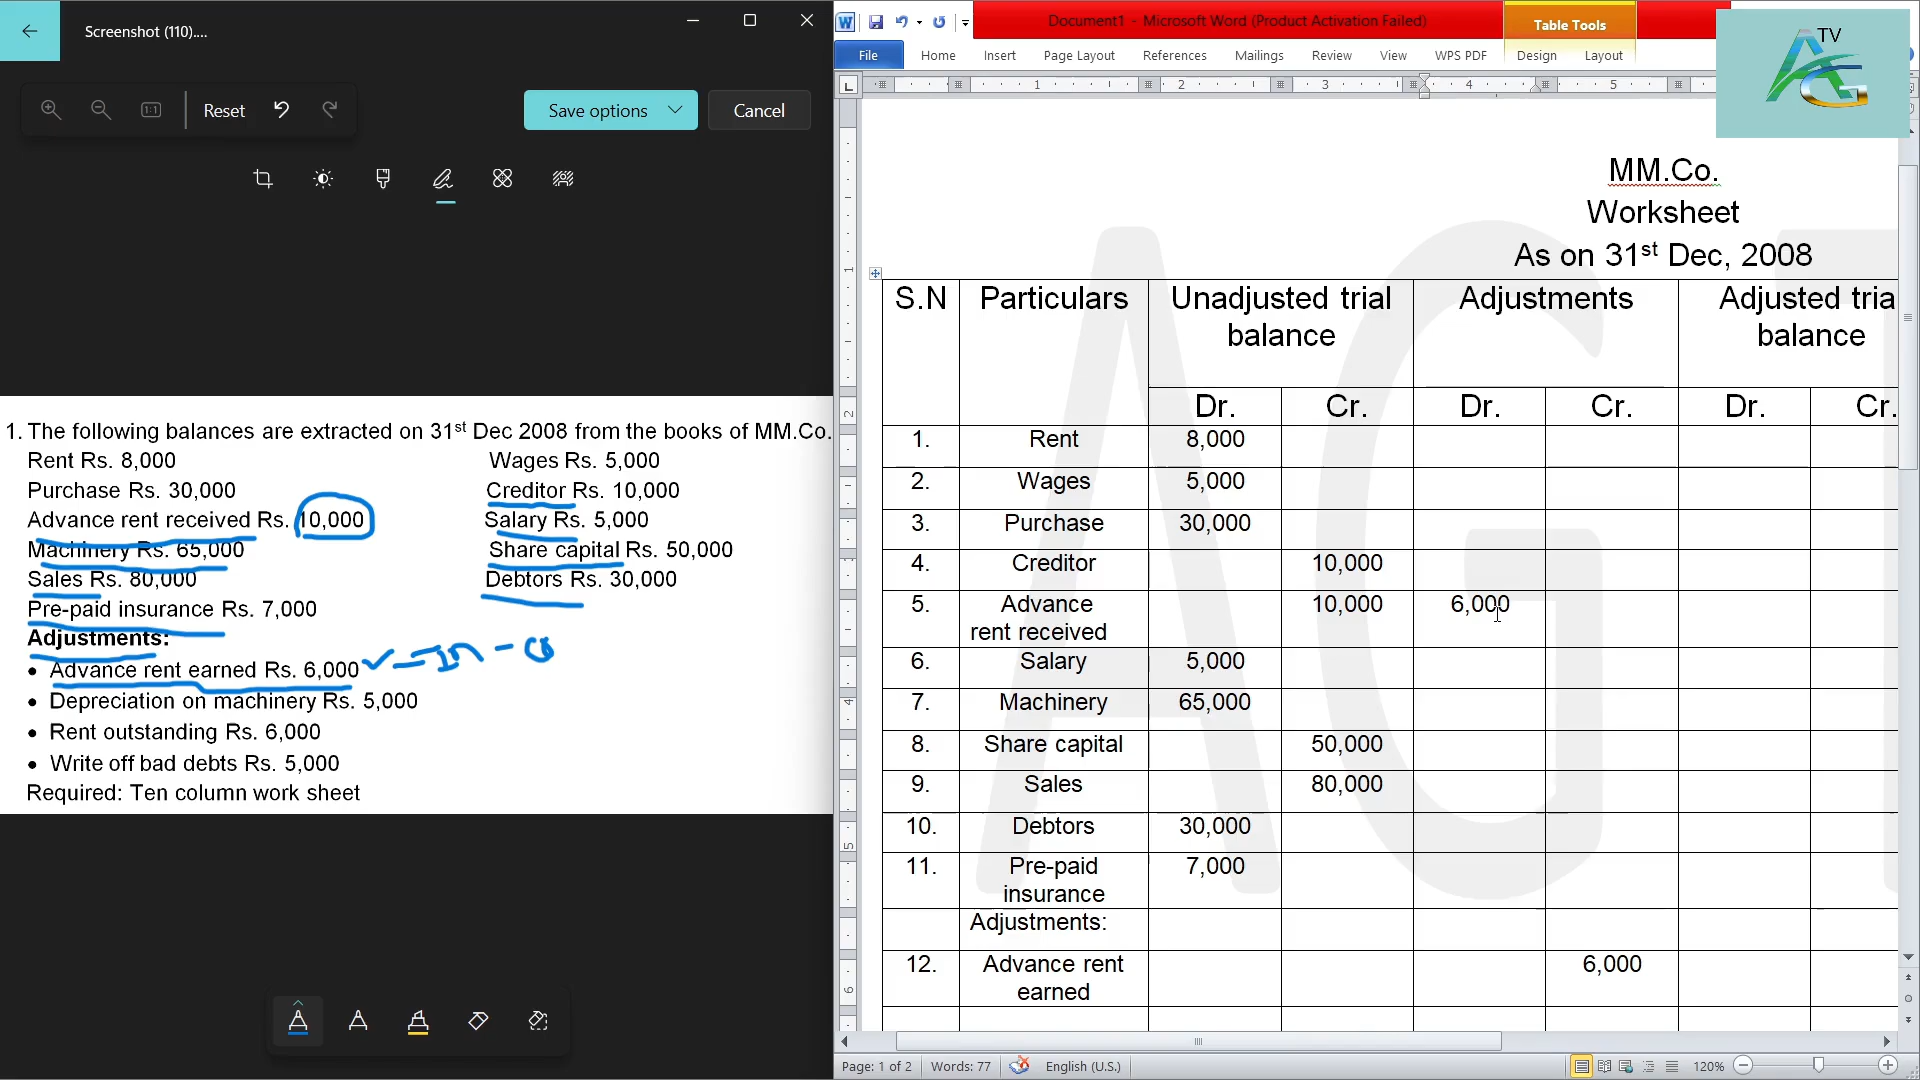 Screenshot (110)....
Reset
Save options
Cancel
1. The following balances are extracted on 31st Dec 2008 from the books of MM.Co.
Rent Rs. 8,000 Wages Rs. 5,000
Purchase Rs. 30,000 Creditor Rs. 10,000
Advance rent received Rs. 10,000 Salary Rs. 5,000
Machinery Rs. 65,000 Share capital Rs. 50,000
Sales Rs. 80,000 Debtors Rs. 30,000
Pre-paid insurance Rs. 7,000
Adjustments:
• Advance rent earned Rs. 6,000
• Depreciation on machinery Rs. 5,000
• Rent outstanding Rs. 6,000
• Write off bad debts Rs. 5,000
Required: Ten column work sheet
Document1 - Microsoft Word (Product Activation Failed)
Table Tools
File Home Insert Page Layout References Mailings Review View WPS PDF Design Layout
TV
1 2 3 4 5
MM.Co.
Worksheet
As on 31st Dec, 2008
S.N Particulars Unadjusted trial balance Adjustments Adjusted tria
balance
Dr. Cr. Dr. Cr. Dr. Cr.
1. Rent 8,000
2. Wages 5,000
3. Purchase 30,000
4. Creditor 10,000
5. Advance rent received 10,000 6,000
6. Salary 5,000
7. Machinery 65,000
8. Share capital 50,000
9. Sales 80,000
10. Debtors 30,000
11. Pre-paid insurance 7,000
Adjustments:
12. Advance rent earned 6,000
Page: 1 of 2 Words: 77 English (U.S.) 120%